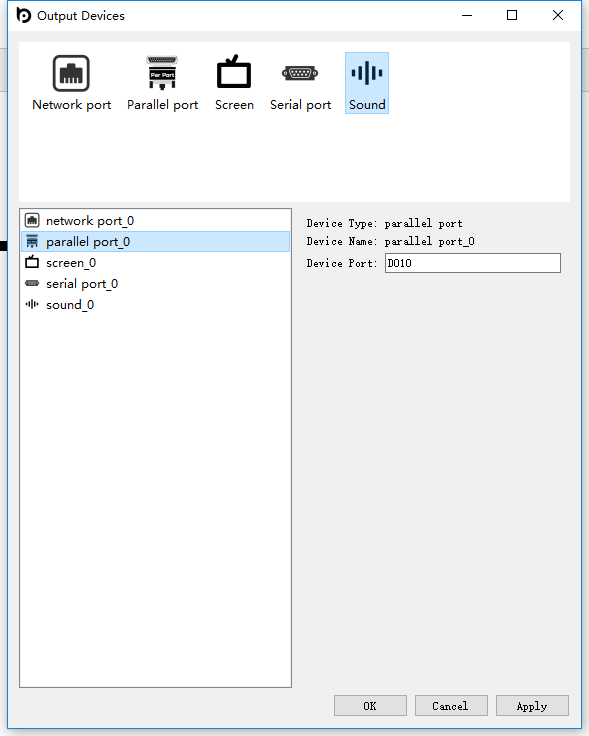 Output Devices
Par Port
Network port
Parallel port
Screen
Serial port
Sound
network port_0
parallel port_0
screen_0
serial port_0
sound_0
Device Type: parallel port
Device Name: parallel port_0
Device Port: D010
OK
Cancel
Apply